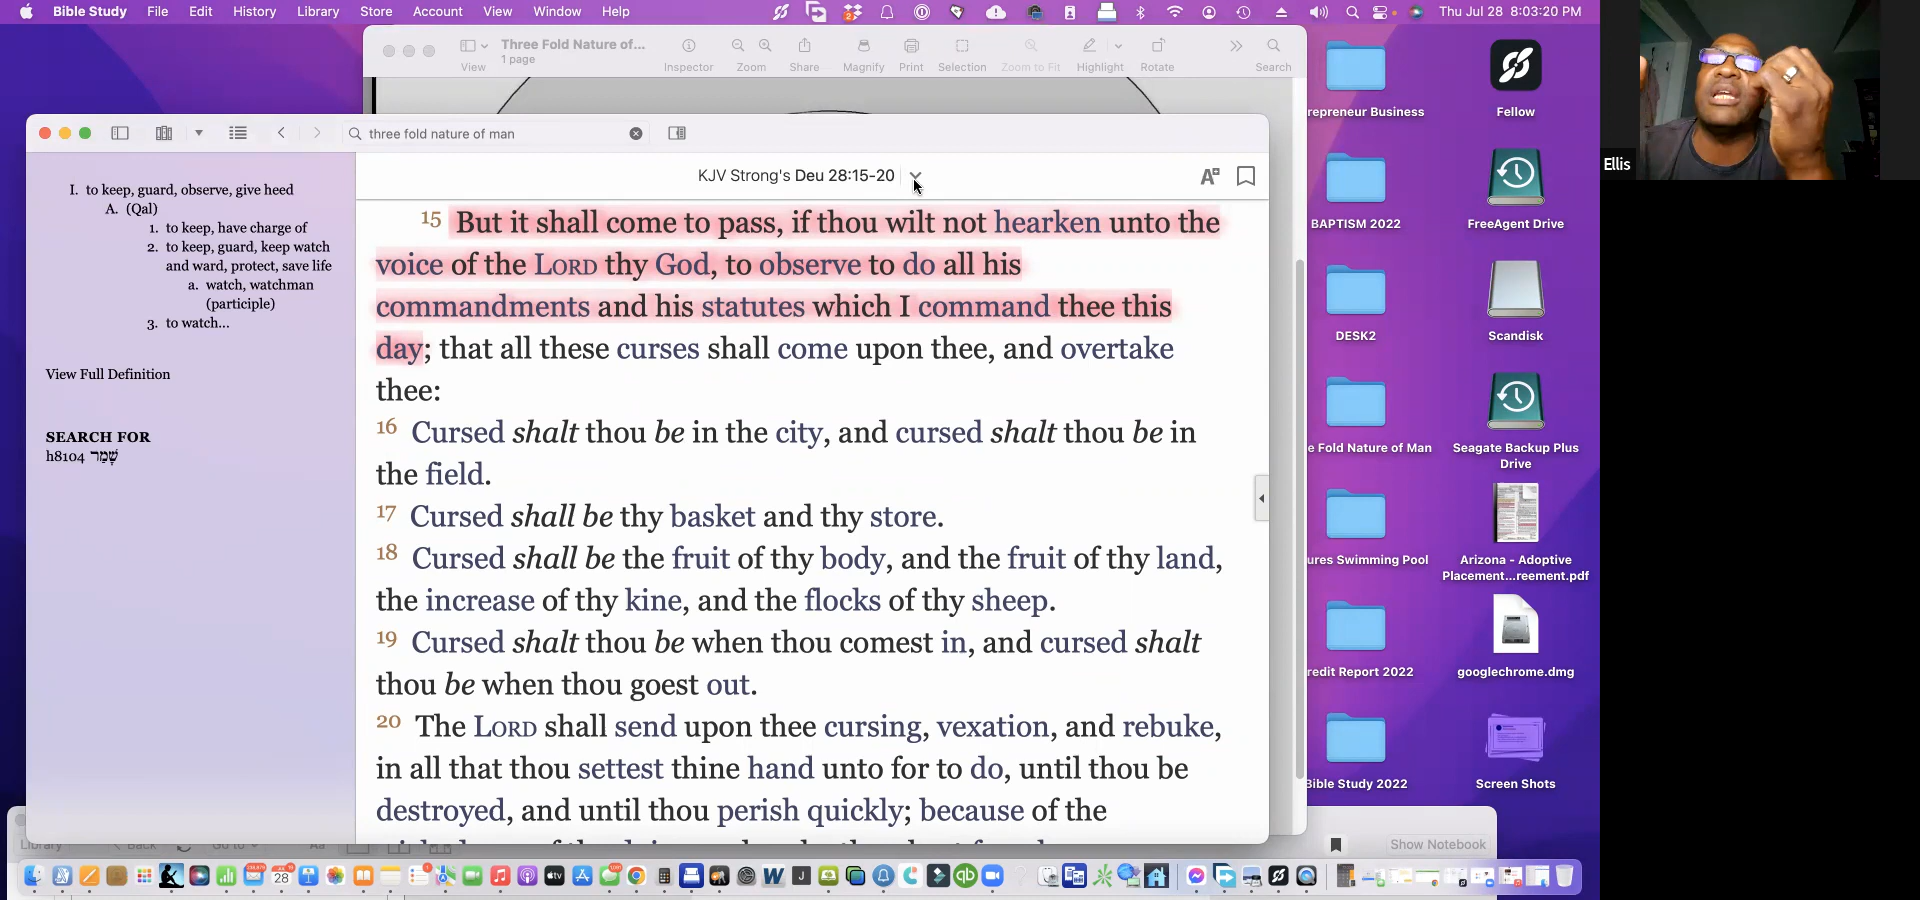 Bible Study File Edit History Library Store Account View Window Help
Thu Jul 28 8:03:20 PM
Three Fold Nature of...
1 page
View Inspector Zoom Share Magnify Print Selection Zoom to Fit Highlight Rotate Search
three fold nature of man
KJV Strong's Deu 28:15-20
I. to keep, guard, observe, give heed
A. (Qal)
1. to keep, have charge of
2. to keep, guard, keep watch
and ward, protect, save life
a. watch, watchman
(participle)
3. to watch...
View Full Definition
SEARCH FOR
h8104 שָׁמַר
15 But it shall come to pass, if thou wilt not hearken unto the
voice of the LORD thy God, to observe to do all his
commandments and his statutes which I command thee this
day; that all these curses shall come upon thee, and overtake
thee:
16 Cursed shalt thou be in the city, and cursed shalt thou be in
the field.
17 Cursed shall be thy basket and thy store.
18 Cursed shall be the fruit of thy body, and the fruit of thy land,
the increase of thy kine, and the flocks of thy sheep.
19 Cursed shalt thou be when thou comest in, and cursed shalt
thou be when thou goest out.
20 The LORD shall send upon thee cursing, vexation, and rebuke,
in all that thou settest thine hand unto for to do, until thou be
destroyed, and until thou perish quickly; because of the
Library Back Go to Aa
Show Notebook
repreneur Business
Fellow
BAPTISM 2022
FreeAgent Drive
DESK2
Scandisk
e Fold Nature of Man
Seagate Backup Plus
Drive
ures Swimming Pool
Arizona - Adoptive
Placement...reement.pdf
redit Report 2022
googlechrome.dmg
Bible Study 2022
Screen Shots
Ellis